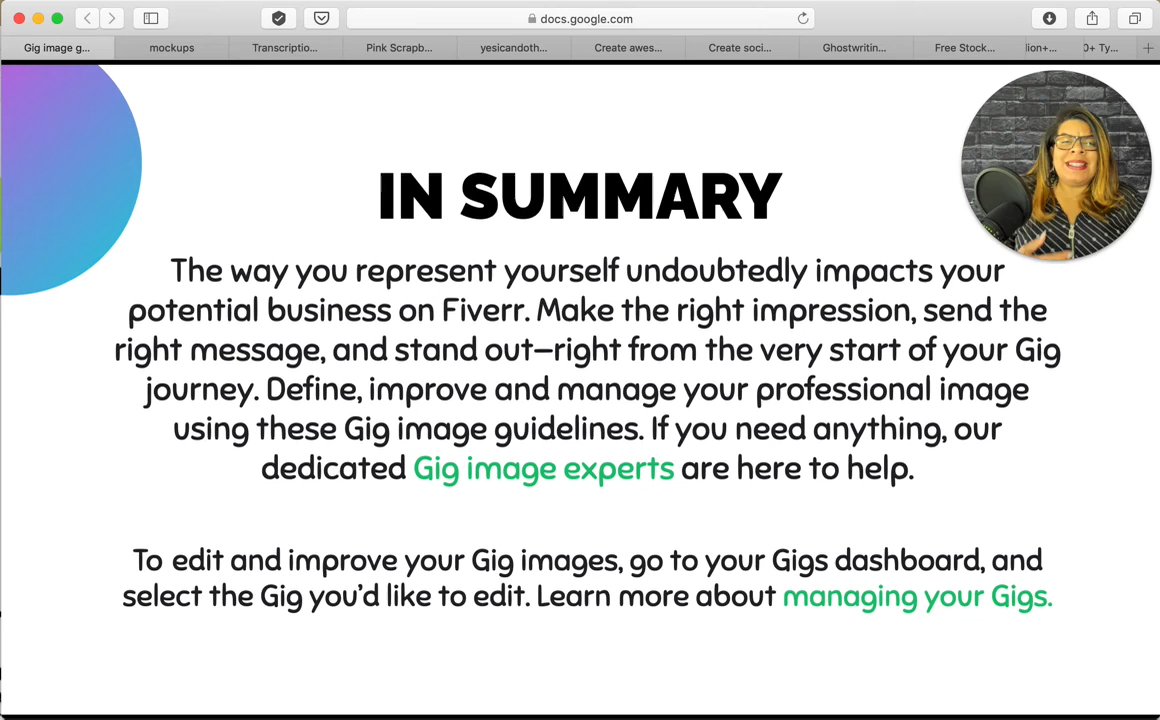 docs.google.com
Gig image g...
mockups
Transcriptio...
Pink Scrapb...
yesicandoth...
Create awes...
Create soci...
Ghostwritin...
Free Stock...
lion+...
0+ Ty...
IN SUMMARY
The way you represent yourself undoubtedly impacts your
potential business on Fiverr. Make the right impression, send the
right message, and stand out—right from the very start of your Gig
journey. Define, improve and manage your professional image
using these Gig image guidelines. If you need anything, our
dedicated Gig image experts are here to help.
To edit and improve your Gig images, go to your Gigs dashboard, and
select the Gig you'd like to edit. Learn more about managing your Gigs.